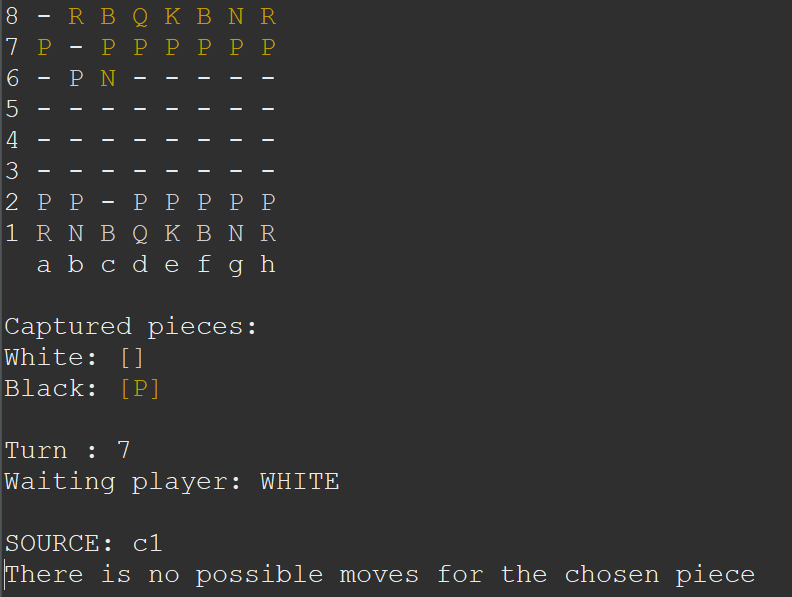 8 - R B Q K B N R
7 P - P P P P P P
6 - P N - - - - -
5 - - - - - - - -
4 - - - - - - - -
3 - - - - - - - -
2 P P - P P P P P
1 R N B Q K B N R
a b c d e f g h
Captured pieces:
White: []
Black: [P]
Turn : 7
Waiting player: WHITE
SOURCE: c1
There is no possible moves for the chosen piece